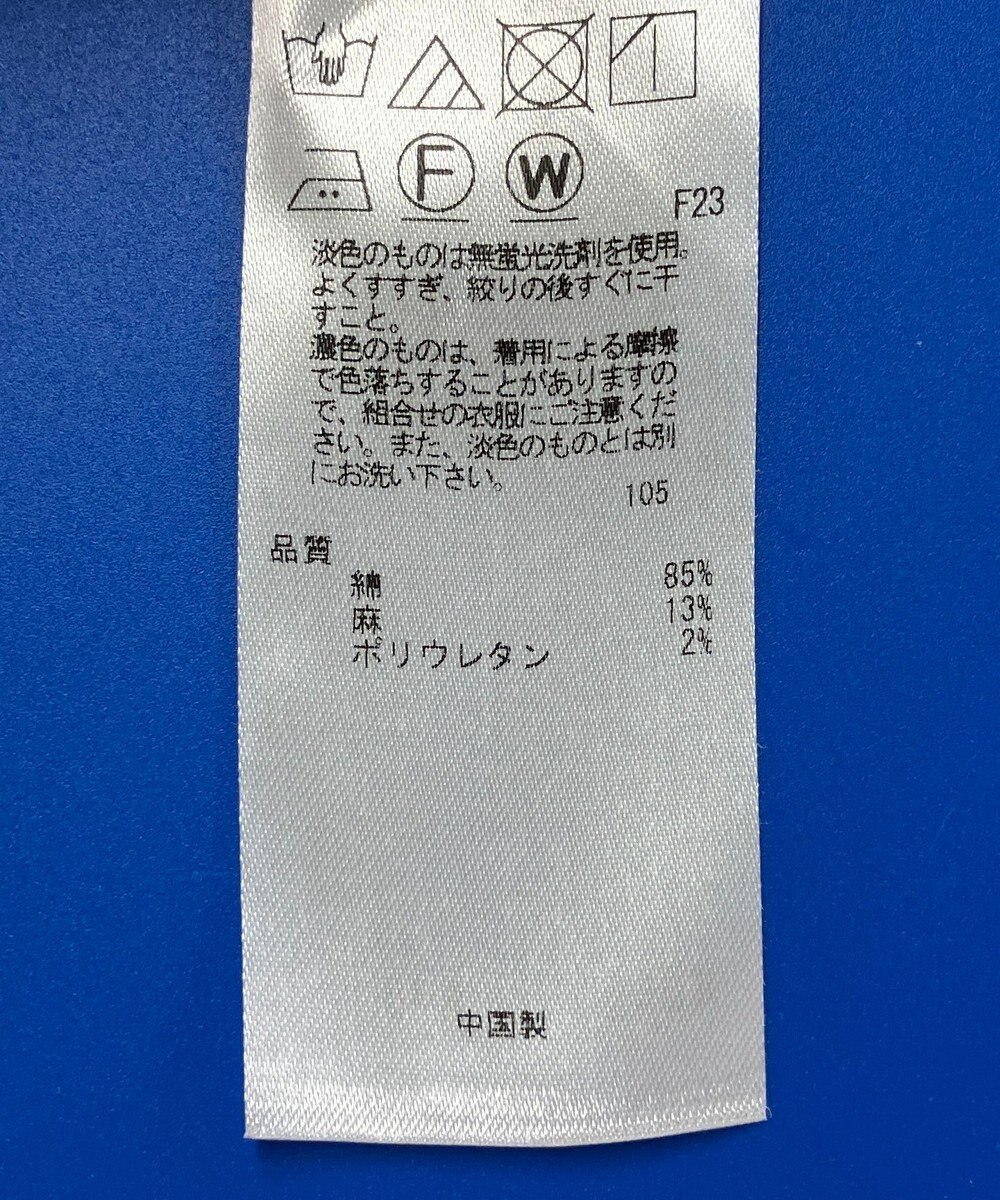 F
W
F23
淡色のものは無蛍光洗剤を使用。
よくすすぎ、絞りの後すぐに干
すこと。
濃色のものは、着用による摩擦
で色落ちすることがありますの
で、組合せの衣服にご注意くだ
さい。また、淡色のものとは別
にお洗い下さい。
105
品質
綿 85%
麻 13%
ポリウレタン 2%
中国製